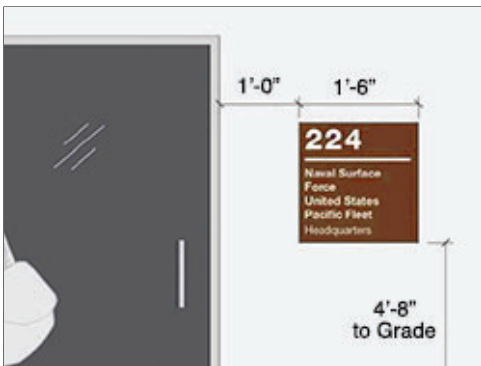 1'-0"
1'-6"
224
Naval Surface
Force
United States
Pacific Fleet
Headquarters
4'-8"
to Grade